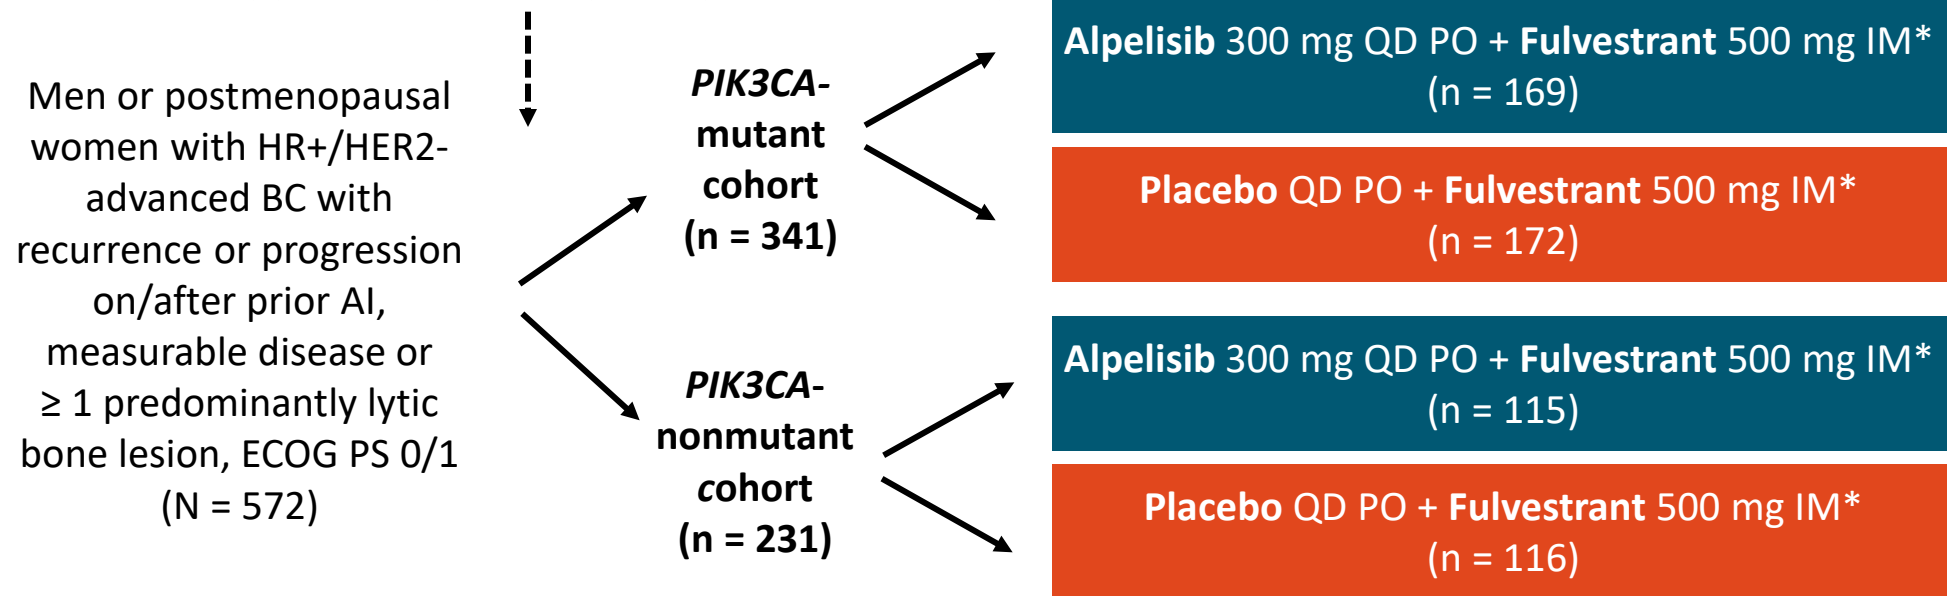 Men or postmenopausal
women with HR+/HER2-
advanced BC with
recurrence or progression
on/after prior AI,
measurable disease or
≥ 1 predominantly lytic
bone lesion, ECOG PS 0/1
(N = 572)
PIK3CA-
mutant
cohort
(n = 341)
Alpelisib 300 mg QD PO + Fulvestrant 500 mg IM*
(n = 169)
Placebo QD PO + Fulvestrant 500 mg IM*
(n = 172)
PIK3CA-
nonmutant
cohort
(n = 231)
Alpelisib 300 mg QD PO + Fulvestrant 500 mg IM*
(n = 115)
Placebo QD PO + Fulvestrant 500 mg IM*
(n = 116)